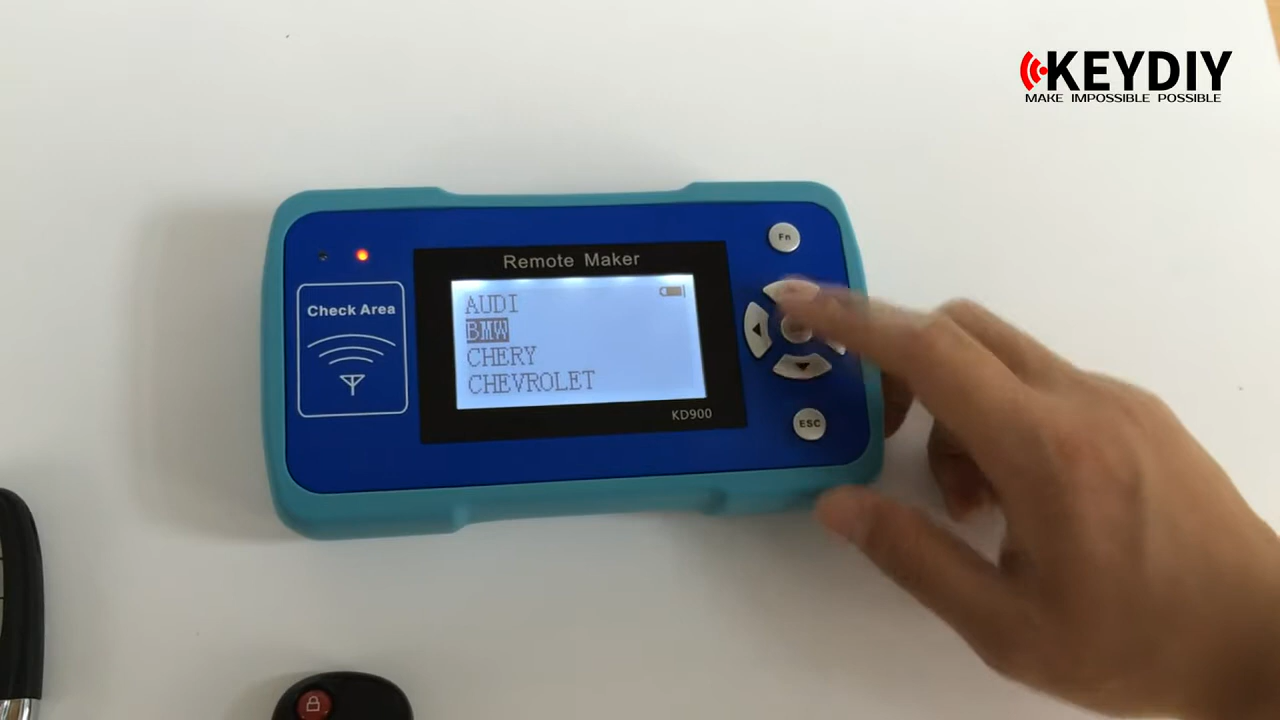 KEYDIY
MAKE IMPOSSIBLE POSSIBLE
Fn
Remote Maker
Check Area
AUDI
BMW
CHERY
CHEVROLET
KD900
ESC